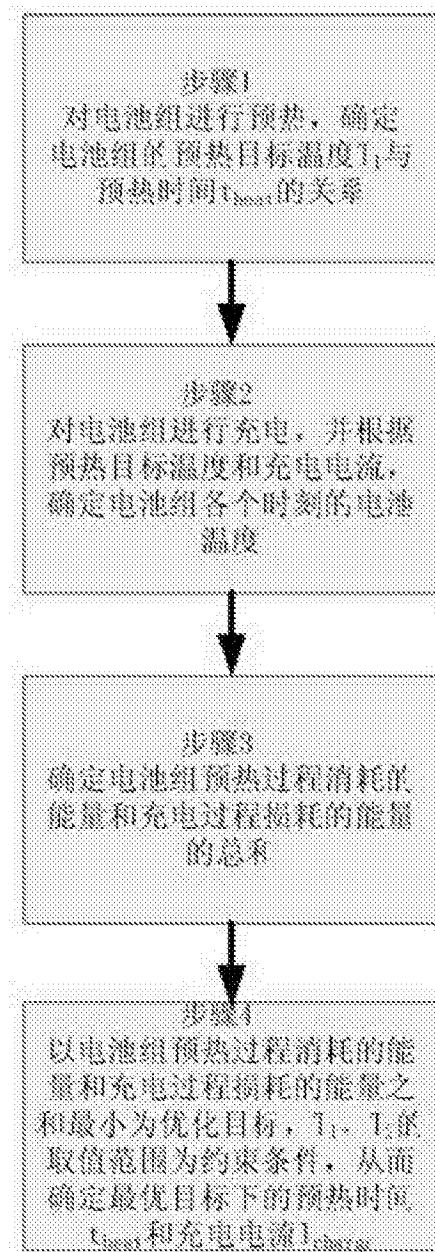 步骤1
对电池组进行预热，确定
电池组的预热目标温度T₁与
预热时间t_heat的关系
步骤2
对电池组进行充电，并根据
预热目标温度和充电电流，
确定电池组各个时刻的电池
温度
步骤3
确定电池组预热过程消耗的
能量和充电过程损耗的能量
的总和
步骤4
以电池组预热过程消耗的能
量和充电过程损耗的能量之
和最小为优化目标，T₁、的
取值范围为约束条件，从而
确定最优目标下的预热时间
t_heat和充电电流I_charge